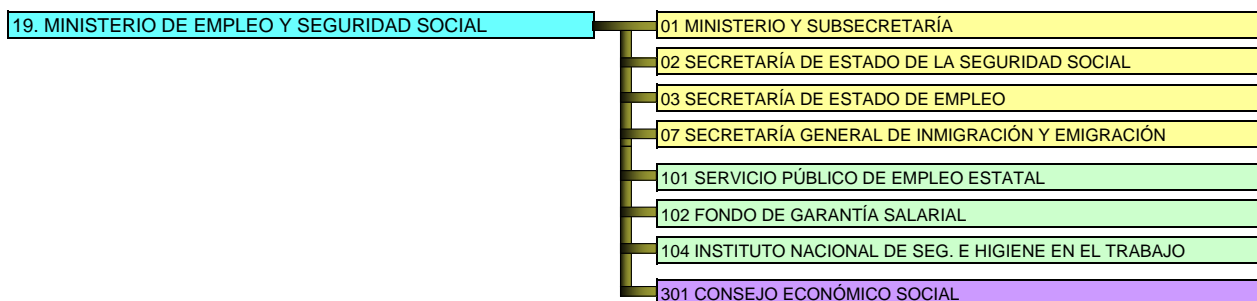 19. MINISTERIO DE EMPLEO Y SEGURIDAD SOCIAL
01 MINISTERIO Y SUBSECRETARÍA
02 SECRETARÍA DE ESTADO DE LA SEGURIDAD SOCIAL
03 SECRETARÍA DE ESTADO DE EMPLEO
07 SECRETARÍA GENERAL DE INMIGRACIÓN Y EMIGRACIÓN
101 SERVICIO PÚBLICO DE EMPLEO ESTATAL
102 FONDO DE GARANTÍA SALARIAL
104 INSTITUTO NACIONAL DE SEG. E HIGIENE EN EL TRABAJO
301 CONSEJO ECONÓMICO SOCIAL